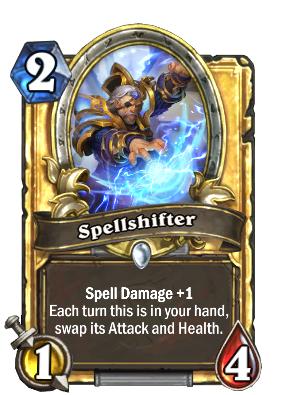 2
Spellshifter
Spell Damage +1
Each turn this is in your hand,
swap its Attack and Health.
1
4